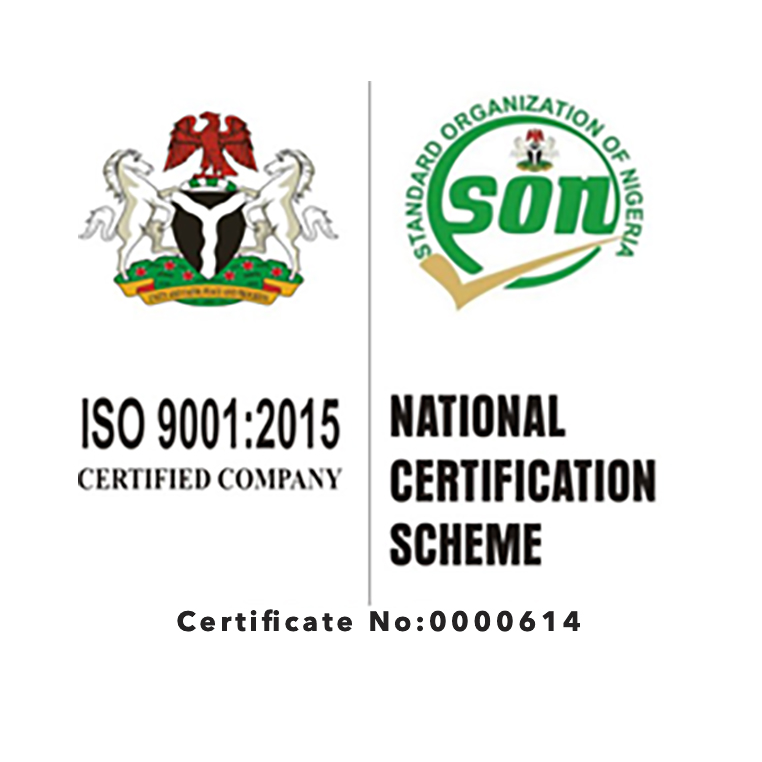 ISO 9001:2015
CERTIFIED COMPANY
STANDARD ORGANIZATION OF NIGERIA
son
NATIONAL
CERTIFICATION
SCHEME
Certificate No:0000614